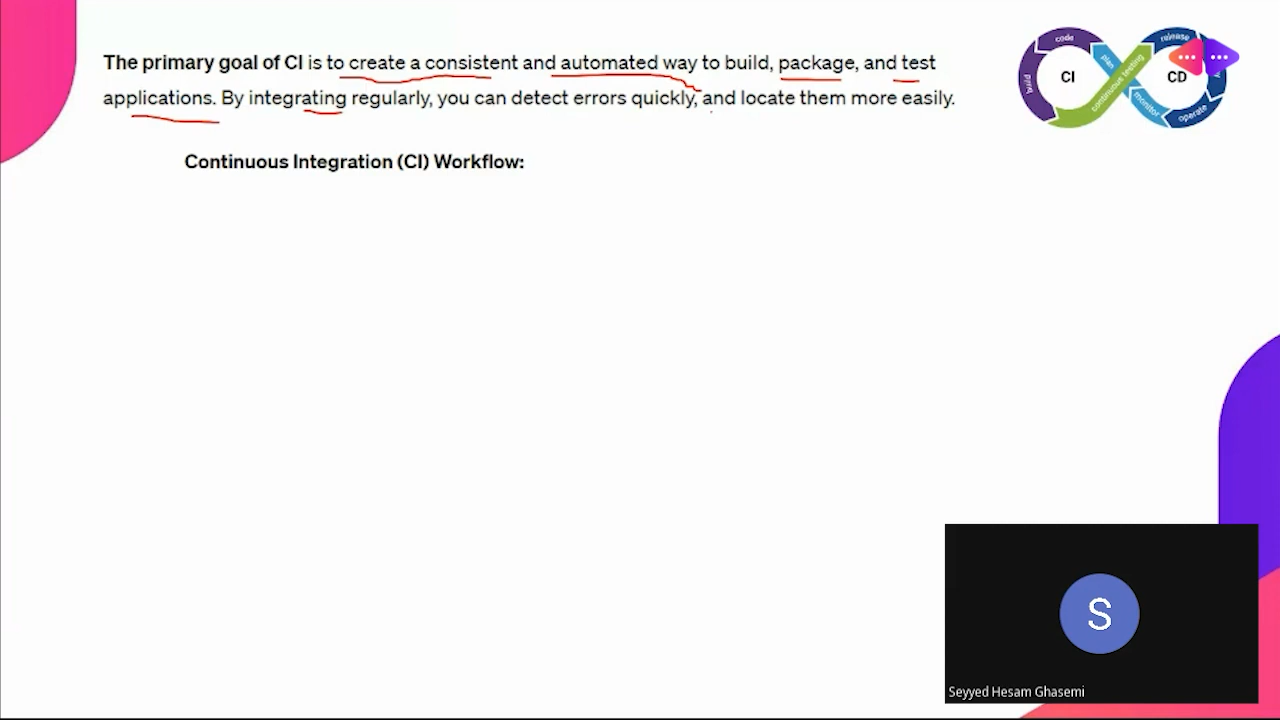 The primary goal of CI is to create a consistent and automated way to build, package, and test
applications. By integrating regularly, you can detect errors quickly, and locate them more easily.
Continuous Integration (CI) Workflow:
code
build
CI
plan
continuous testing
release
CD
monitor
operate
S
Seyyed Hesam Ghasemi